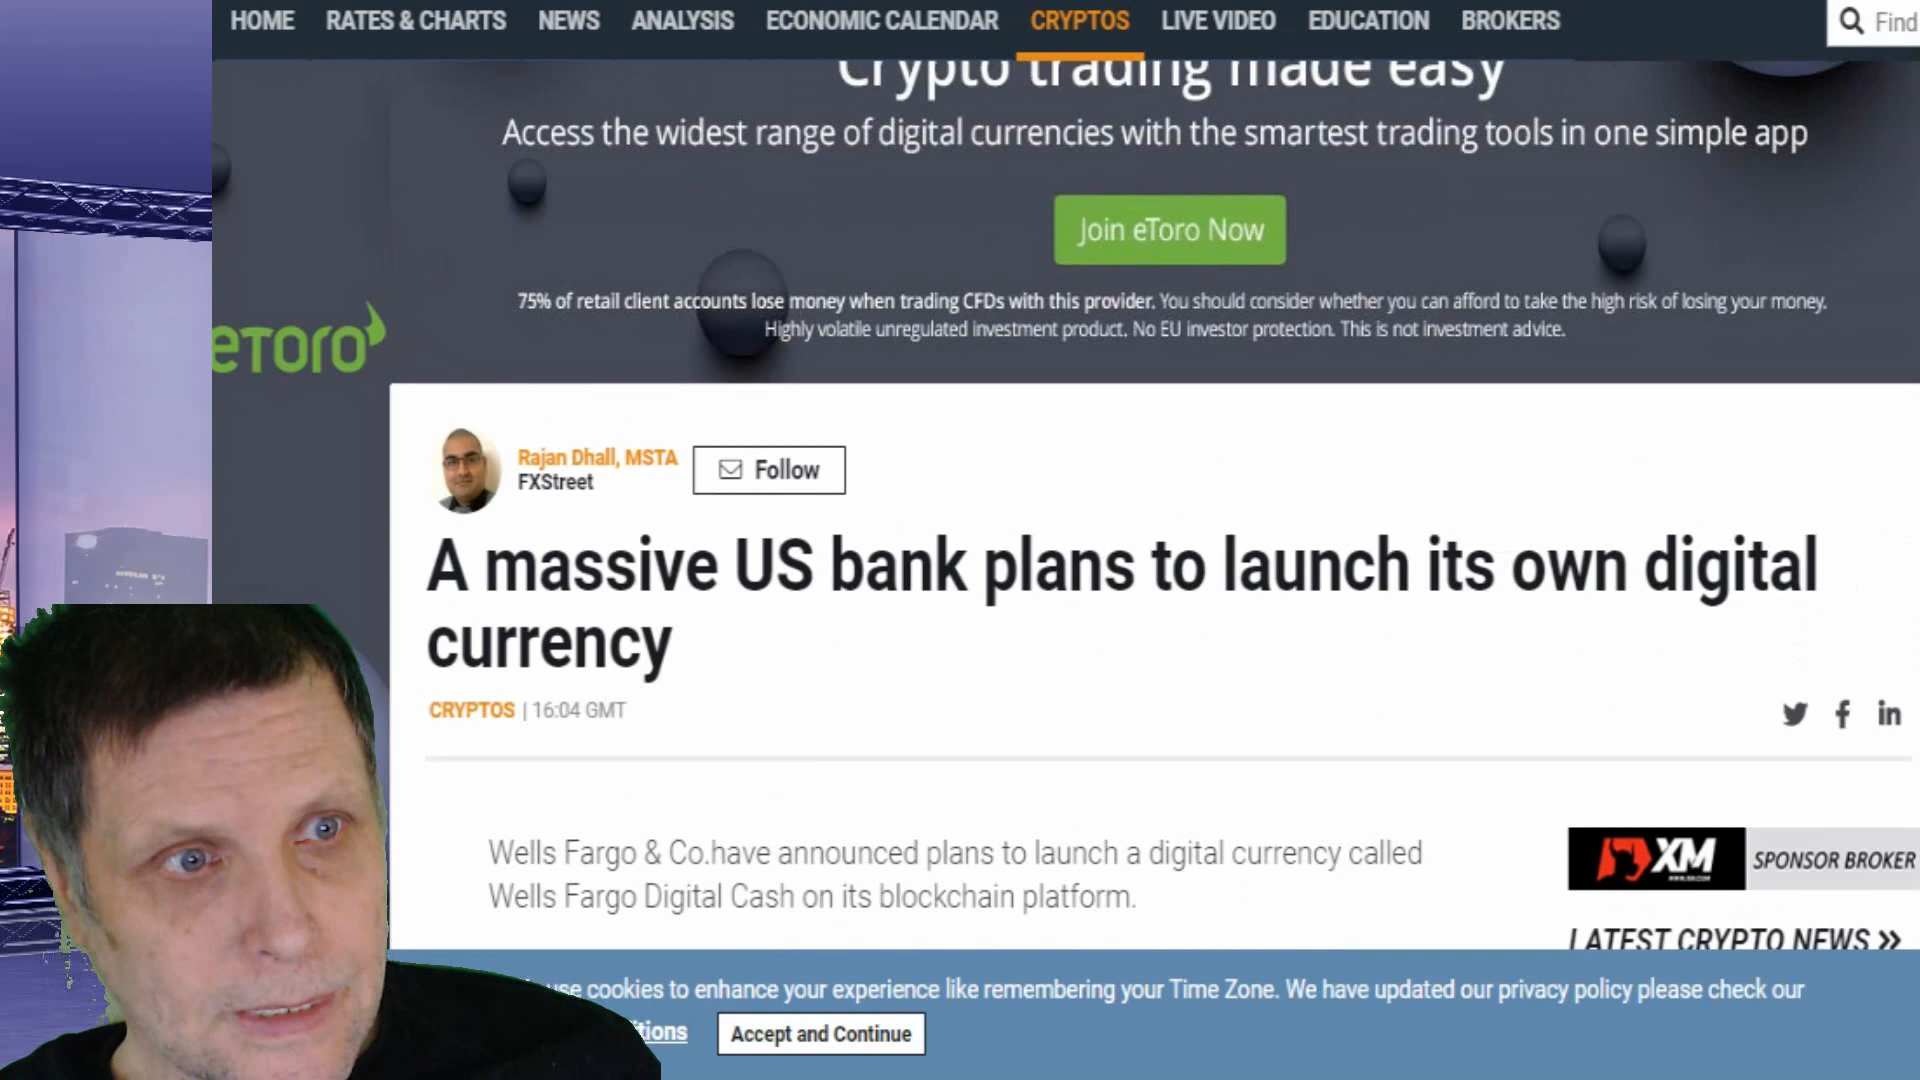 HOME RATES & CHARTS NEWS ANALYSIS ECONOMIC CALENDAR CRYPTOS LIVE VIDEO EDUCATION BROKERS Find
Crypto trading made easy
Access the widest range of digital currencies with the smartest trading tools in one simple app
Join eToro Now
75% of retail client accounts lose money when trading CFDs with this provider. You should consider whether you can afford to take the high risk of losing your money.
Highly volatile unregulated investment product. No EU investor protection. This is not investment advice.
eToro
Rajan Dhall, MSTA
FXStreet
Follow
A massive US bank plans to launch its own digital
currency
CRYPTOS | 16:04 GMT
Wells Fargo & Co.have announced plans to launch a digital currency called
Wells Fargo Digital Cash on its blockchain platform.
XM SPONSOR BROKER
LATEST CRYPTO NEWS »
use cookies to enhance your experience like remembering your Time Zone. We have updated our privacy policy please check our
itions
Accept and Continue